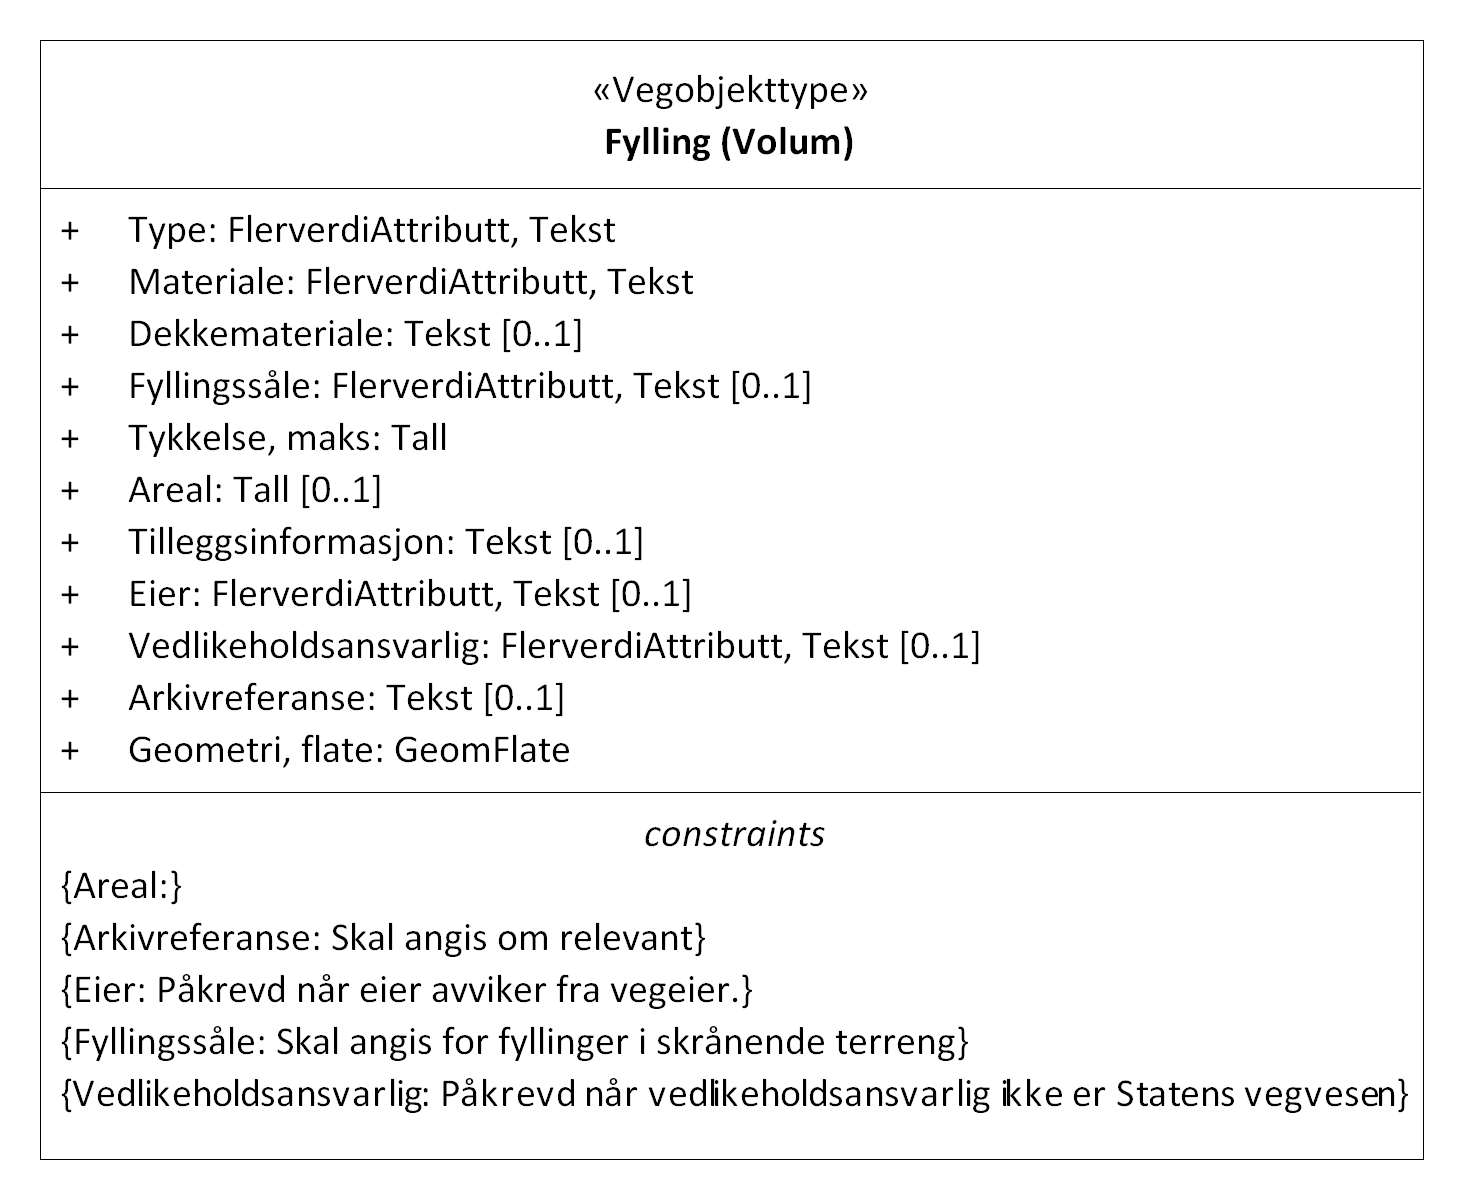 «Vegobjekttype»
Fylling (Volum)
+ Type: FlerverdiAttributt, Tekst
+ Materiale: FlerverdiAttributt, Tekst
+ Dekkemateriale: Tekst [0..1]
+ Fyllingssåle: FlerverdiAttributt, Tekst [0..1]
+ Tykkelse, maks: Tall
+ Areal: Tall [0..1]
+ Tilleggsinformasjon: Tekst [0..1]
+ Eier: FlerverdiAttributt, Tekst [0..1]
+ Vedlikeholdsansvarlig: FlerverdiAttributt, Tekst [0..1]
+ Arkivreferanse: Tekst [0..1]
+ Geometri, flate: GeomFlate
constraints
{Areal:}
{Arkivreferanse: Skal angis om relevant}
{Eier: Påkrevd når eier avviker fra vegeier.}
{Fyllingssåle: Skal angis for fyllinger i skrånende terreng}
{Vedlikeholdsansvarlig: Påkrevd når vedlikeholdsansvarlig ikke er Statens vegvesen}